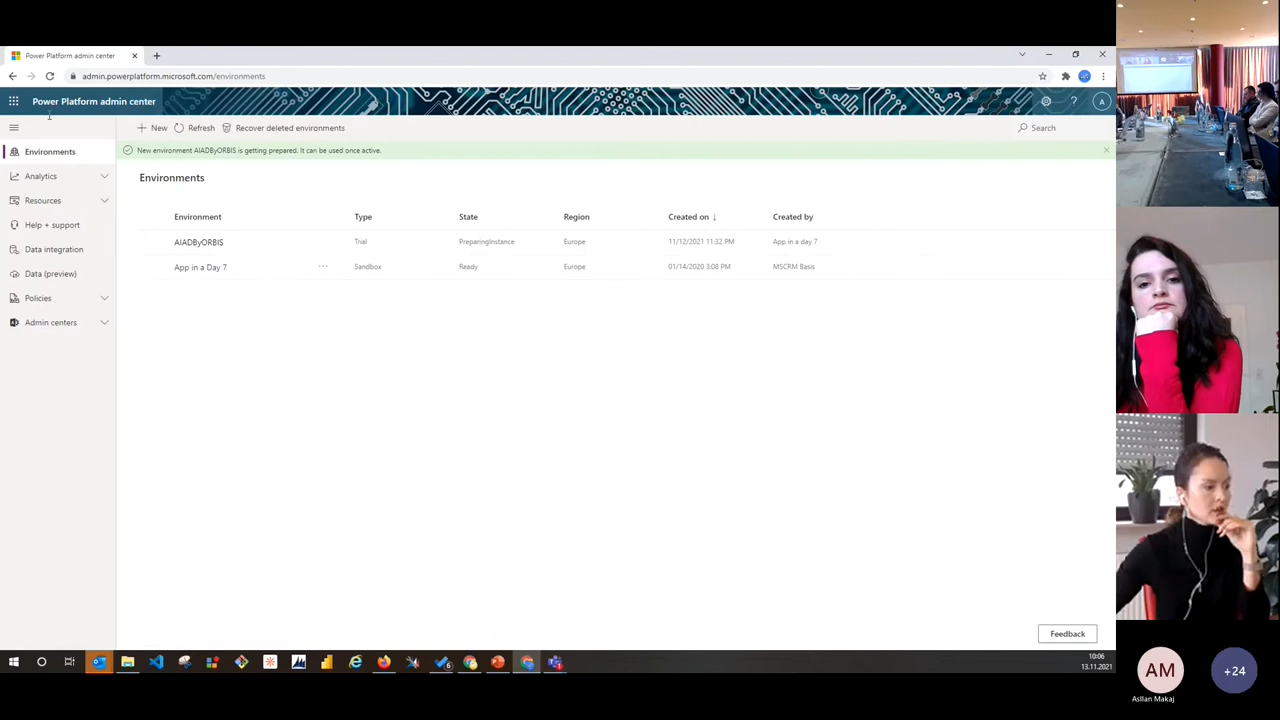 Power Platform admin center
admin.powerplatform.microsoft.com/environments
Power Platform admin center
?
A
New
Refresh
Recover deleted environments
Search
Environments
New environment AIADByORBIS is getting prepared. It can be used once active.
Analytics
Environments
Resources
Environment Type State Region Created on ↓ Created by
Help + support
AIADByORBIS Trial PreparingInstance Europe 11/12/2021 11:32 PM App in a day 7
Data integration
App in a Day 7 ... Sandbox Ready Europe 01/14/2020 3:08 PM MSCRM Basis
Data (preview)
Policies
Admin centers
Feedback
10:06
13.11.2021
AM
+24
Asllan Makaj